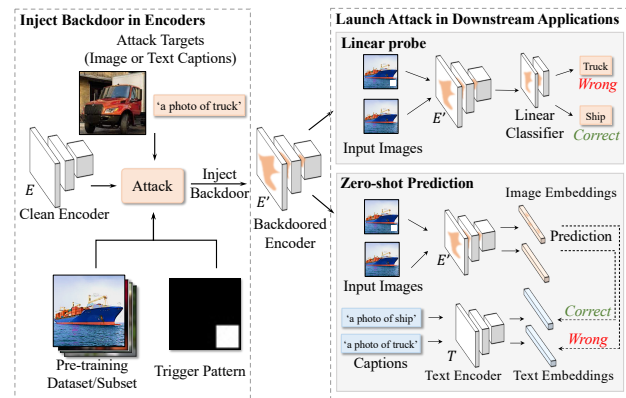 Inject Backdoor in Encoders
Attack Targets
(Image or Text Captions)
'a photo of truck'
E
Clean Encoder
Attack
Inject
Backdoor
E'
Backdoored
Encoder
Pre-training
Dataset/Subset
Trigger Pattern
Launch Attack in Downstream Applications
Linear probe
Input Images
E'
Linear
Classifier
Truck
Wrong
Ship
Correct
Zero-shot Prediction
Image Embeddings
Prediction
Input Images
E'
'a photo of ship'
'a photo of truck'
Captions
T
Text Encoder
Correct
Wrong
Text Embeddings